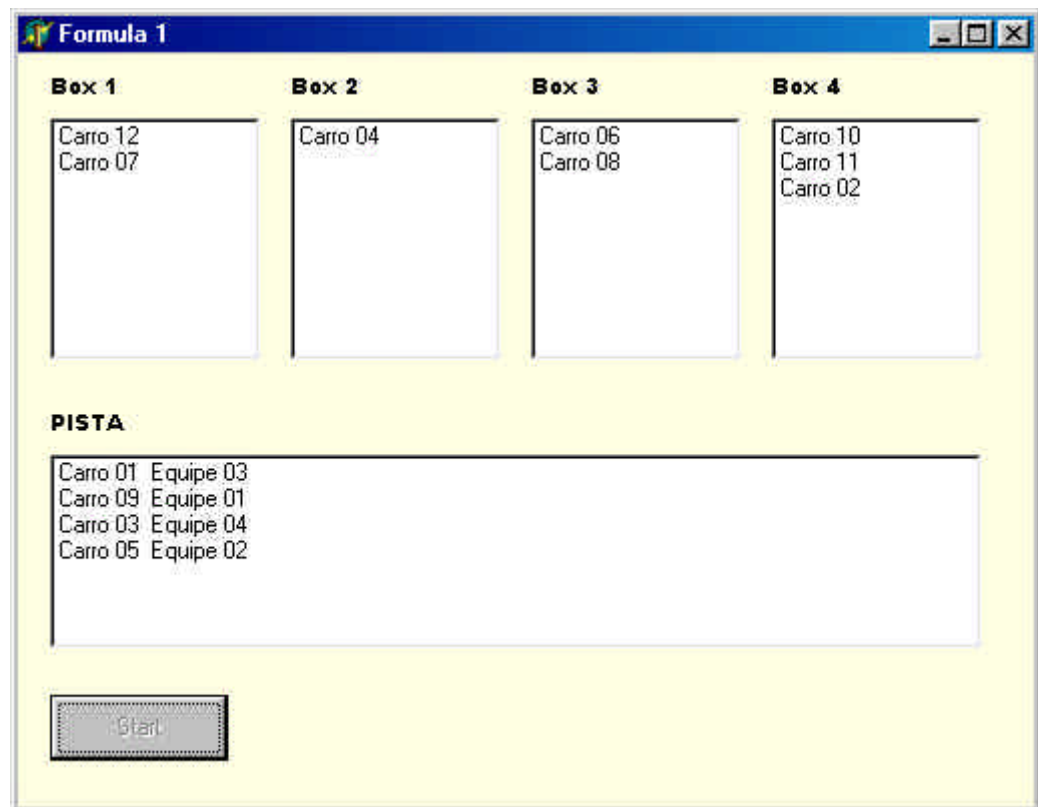 Formula 1
Box 1 Box 2 Box 3 Box 4
Carro 12
Carro 07
Carro 04
Carro 06
Carro 08
Carro 10
Carro 11
Carro 02
PISTA
Carro 01 Equipe 03
Carro 09 Equipe 01
Carro 03 Equipe 04
Carro 05 Equipe 02
Start